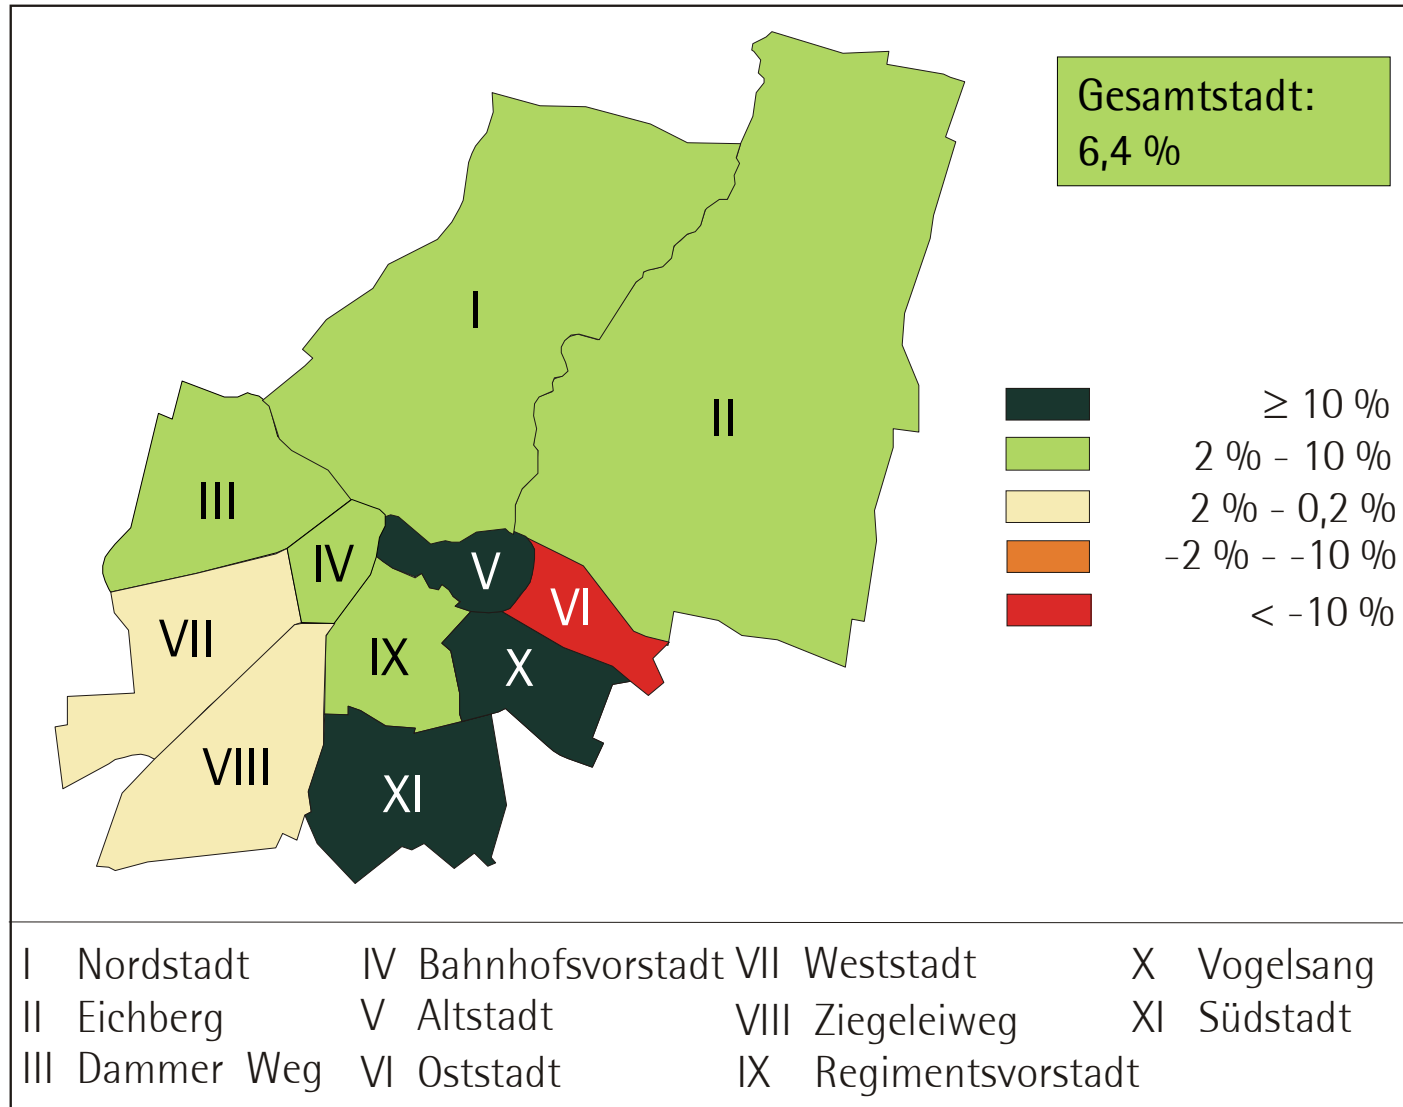 Gesamtstadt:
6,4 %
I
II
III
IV
V
VI
VII
IX
X
VIII
XI
≥ 10 %
2 % - 10 %
2 % - 0,2 %
-2 % - -10 %
< -10 %
I Nordstadt
II Eichberg
III Dammer Weg
IV Bahnhofsvorstadt
V Altstadt
VI Oststadt
VII Weststadt
VIII Ziegeleiweg
IX Regimentsvorstadt
X Vogelsang
XI Südstadt